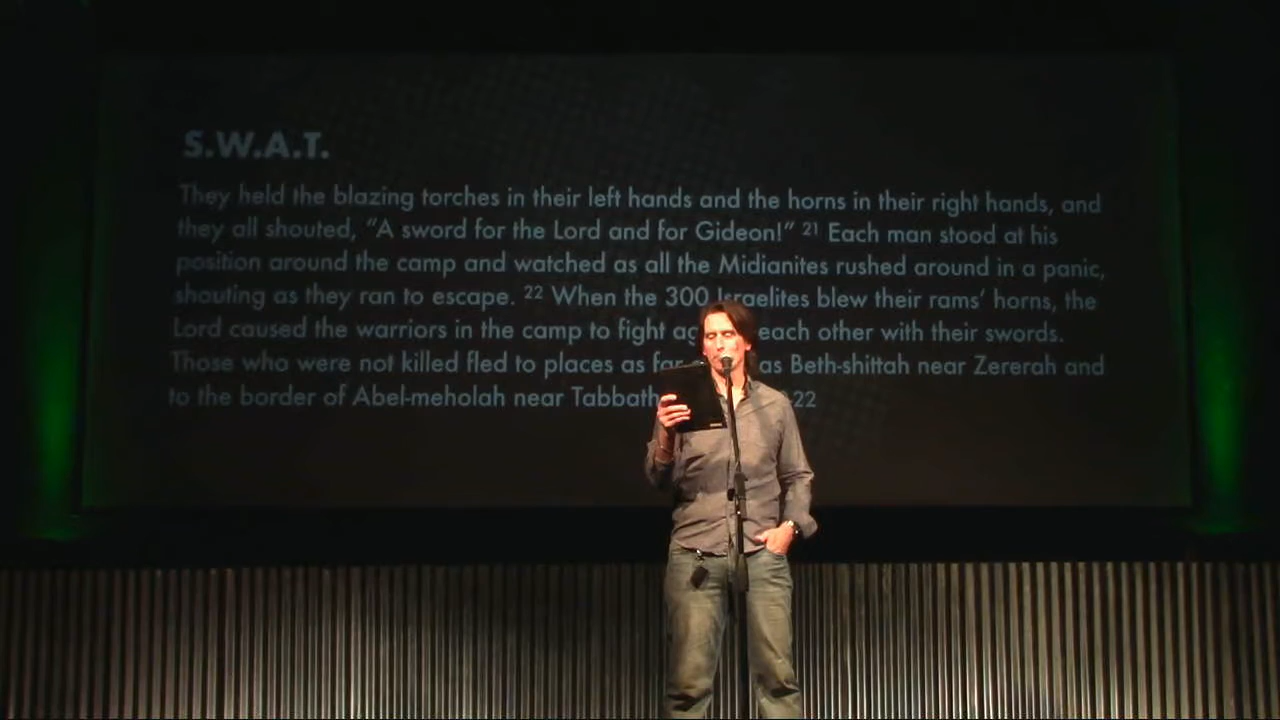 S.W.A.T.
They held the blazing torches in their left hands and the horns in their right hands, and
they all shouted, “A sword for the Lord and for Gideon!” 21 Each man stood at his
position around the camp and watched as all the Midianites rushed around in a panic,
shouting as they ran to escape. 22 When the 300 Israelites blew their rams’ horns, the
Lord caused the warriors in the camp to fight each other with their swords.
Those who were not killed fled to places as far as Beth-shittah near Zererah and
to the border of Abel-meholah near Tabbath 22